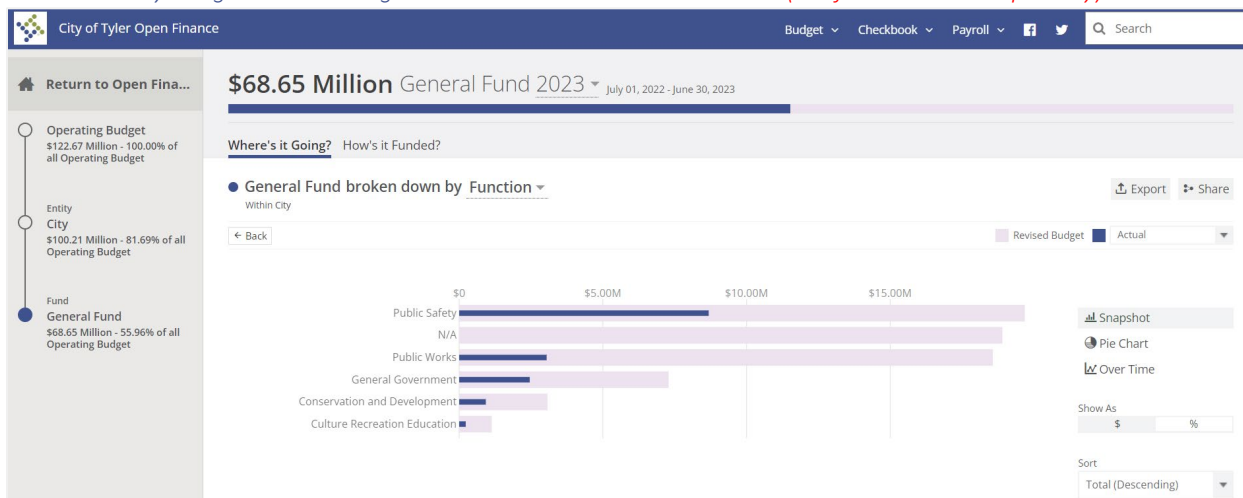 City of Tyler Open Finance
Budget
Checkbook
Payroll
Search
Return to Open Fina...
Operating Budget
$122.67 Million - 100.00% of
all Operating Budget
Entity
City
$100.21 Million - 81.69% of all
Operating Budget
Fund
General Fund
$68.65 Million - 55.96% of all
Operating Budget
$68.65 Million General Fund 2023 July 01, 2022 - June 30, 2023
Where's it Going? How's it Funded?
General Fund broken down by Function
Within City
Export Share
← Back
Revised Budget Actual
$0 $5.00M $10.00M $15.00M
Public Safety
N/A
Public Works
General Government
Conservation and Development
Culture Recreation Education
Snapshot
Pie Chart
Over Time
Show As
$ %
Sort
Total (Descending)